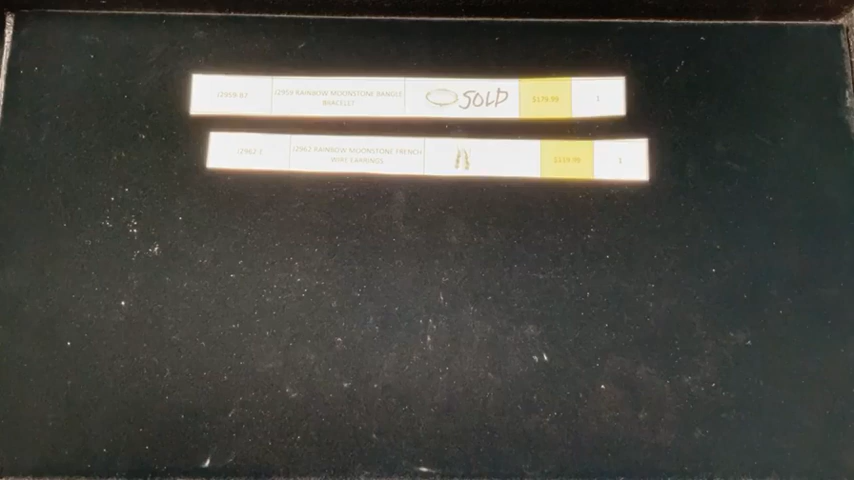 J2959 RAINBOW MOONSTONE BANGLE
BRACELET
SOLD
$179.99
1
J2962 RAINBOW MOONSTONE FRENCH
WIRE EARRINGS
1